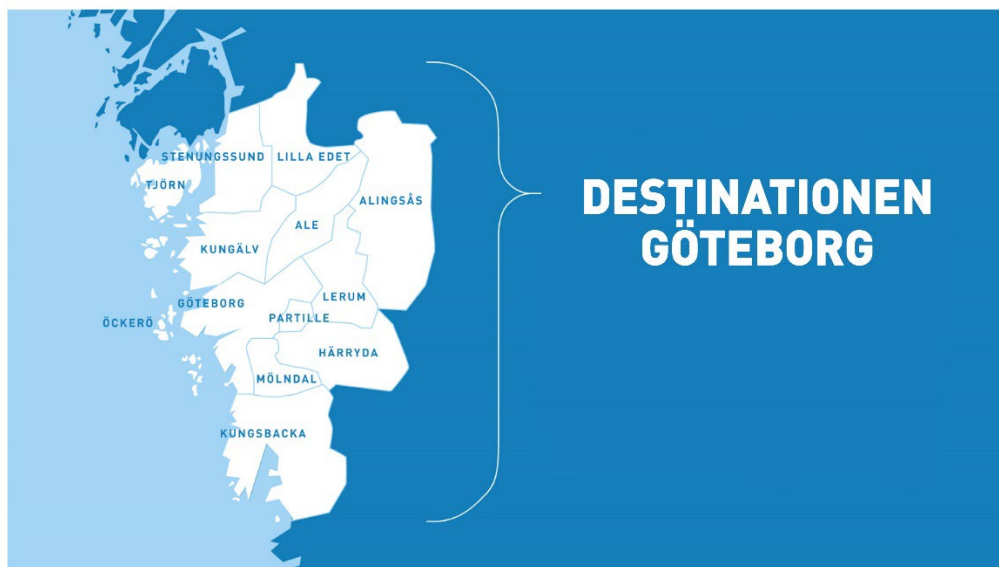 STENUNGSSUND
LILLA EDET
TJÖRN
ALINGSÅS
ALE
KUNGÄLV
GÖTEBORG
LERUM
ÖCKERÖ
PARTILLE
HÄRRYDA
MÖLNDAL
KUNGSBACKA
DESTINATIONEN
GÖTEBORG